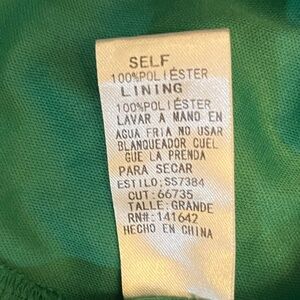 SELF
100%POLIÉSTER
LINING
100%POLIÉSTER
LAVAR A MANO EN
AGUA FRIA NO USAR
BLANQUEADOR CUEL
GUE LA PRENDA
PARA SECAR
ESTILO:SS7384
CUT:66735
TALLE:GRANDE
RN#:141642
HECHO EN CHINA